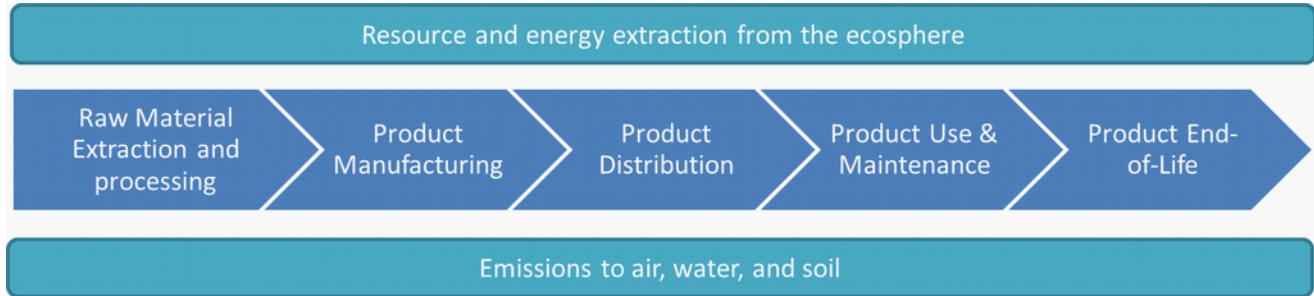 Resource and energy extraction from the ecosphere
Raw Material
Extraction and
processing
Product
Manufacturing
Product
Distribution
Product Use &
Maintenance
Product End-
of-Life
Emissions to air, water, and soil